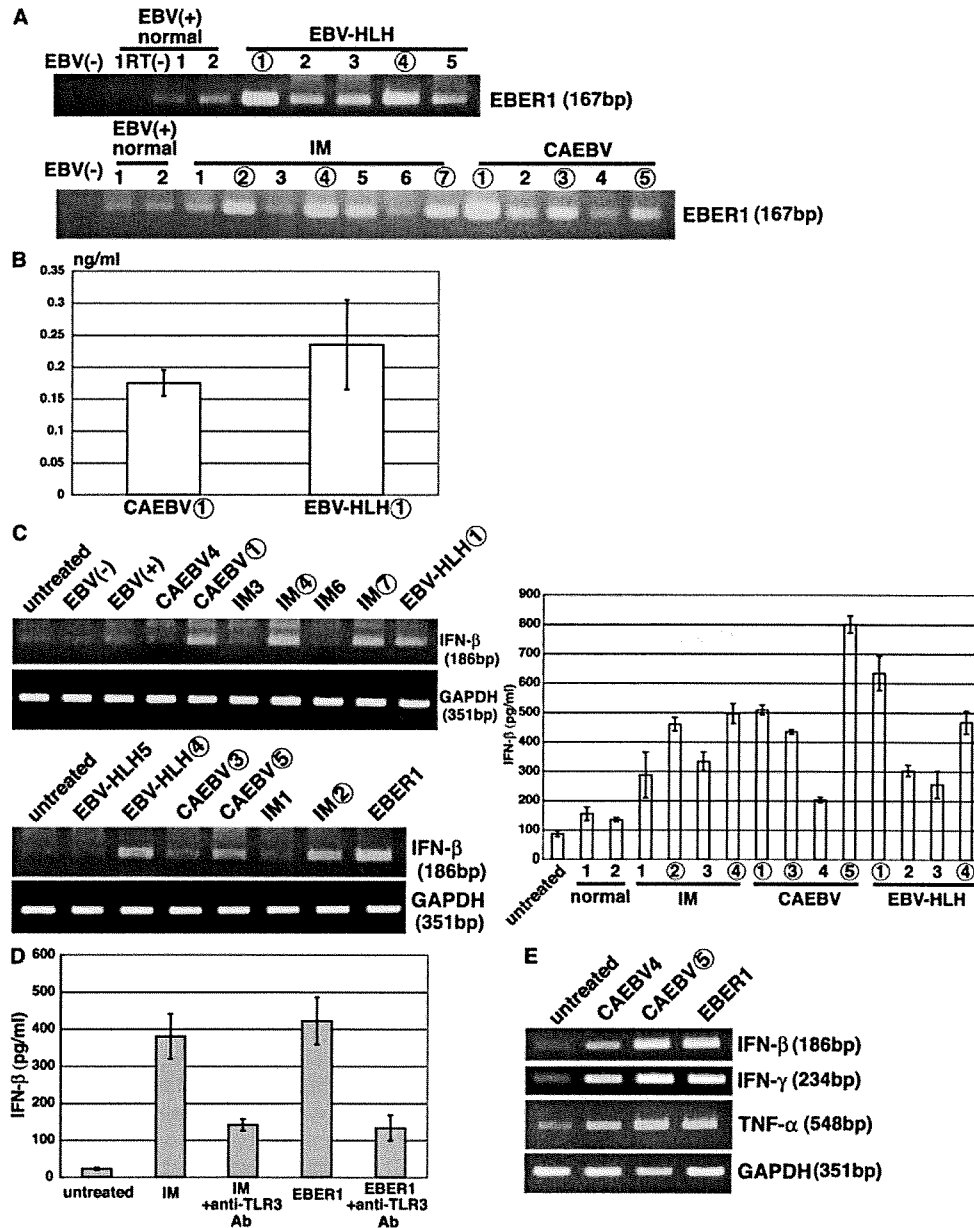 A
EBV(+)
normal
EBV-HLH
EBV(-) 1RT(-) 1 2 ① 2 3 ④ 5
EBER1 (167bp)
EBV(+)
normal
IM
CAEBV
EBV(-) 1 2 1 ② 3 ④ 5 6 ⑦ ① 2 ③ 4 ⑤
EBER1 (167bp)
B
ng/ml
0.35
0.3
0.25
0.2
0.15
0.1
0.05
0
CAEBV① EBV-HLH①
C
untreated EBV(-) EBV(+) CAEBV4 CAEBV① IM3 IM④ IM6 IM⑦ EBV-HLH①
IFN-β
(186bp)
GAPDH
(351bp)
untreated EBV-HLH5 EBV-HLH④ CAEBV③ CAEBV⑤ IM1 IM② EBER1
IFN-β
(186bp)
GAPDH
(351bp)
IFN-β (pg/ml)
900
800
700
600
500
400
300
200
100
0
untreated 1 2 1 ② 3 ④ ① ③ 4 ⑤ ① 2 3 ④
normal IM CAEBV EBV-HLH
D
IFN-β (pg/ml)
600
500
400
300
200
100
0
untreated IM IM EBER1 EBER1
+anti-TLR3 +anti-TLR3
Ab Ab
E
untreated CAEBV4 CAEBV⑤ EBER1
IFN-β (186bp)
IFN-γ (234bp)
TNF-α (548bp)
GAPDH (351bp)